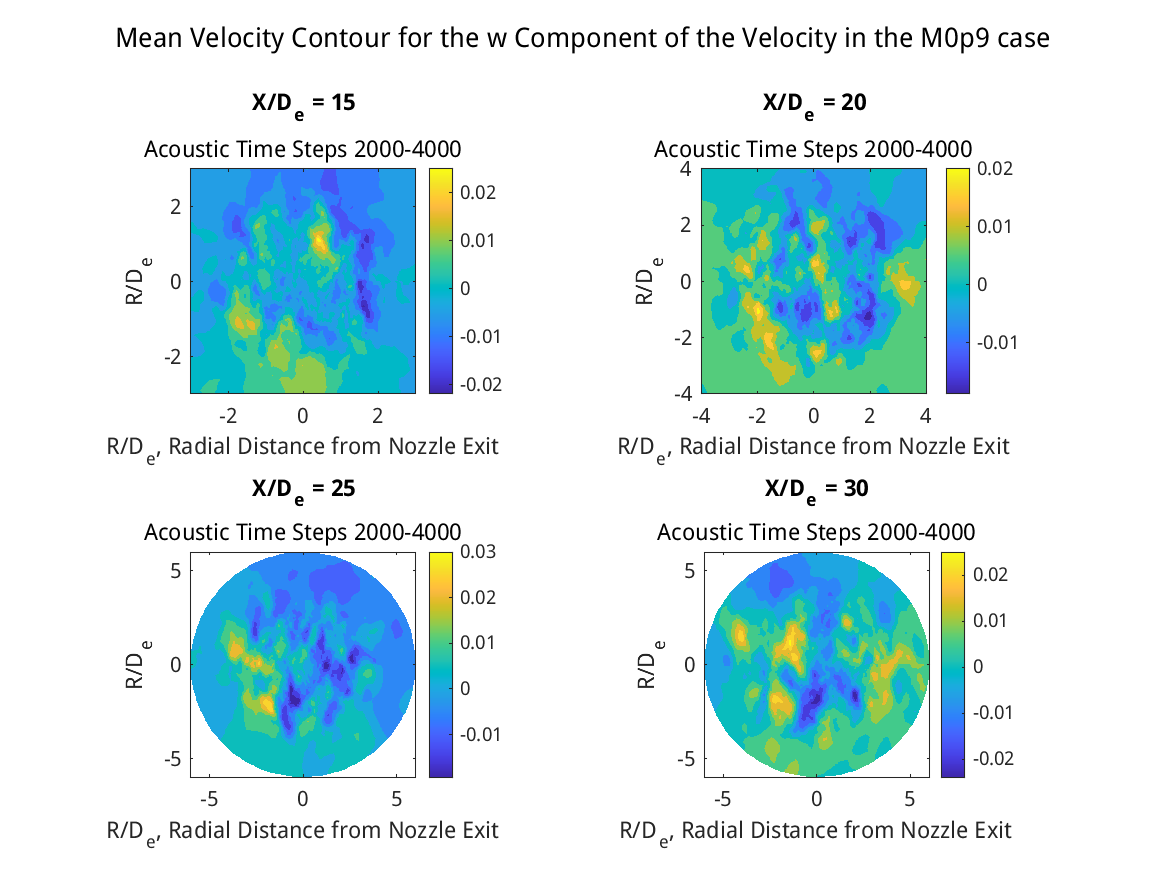 Mean Velocity Contour for the w Component of the Velocity in the M0p9 case
X/De = 15
Acoustic Time Steps 2000-4000
2
0
-2
R/De
-2 0 2
R/De, Radial Distance from Nozzle Exit
0.02
0.01
0
-0.01
-0.02
X/De = 20
Acoustic Time Steps 2000-4000
4
2
0
-2
-4
R/De
-4 -2 0 2 4
R/De, Radial Distance from Nozzle Exit
0.02
0.01
0
-0.01
X/De = 25
Acoustic Time Steps 2000-4000
5
0
-5
R/De
-5 0 5
R/De, Radial Distance from Nozzle Exit
0.03
0.02
0.01
0
-0.01
X/De = 30
Acoustic Time Steps 2000-4000
5
0
-5
R/De
-5 0 5
R/De, Radial Distance from Nozzle Exit
0.02
0.01
0
-0.01
-0.02